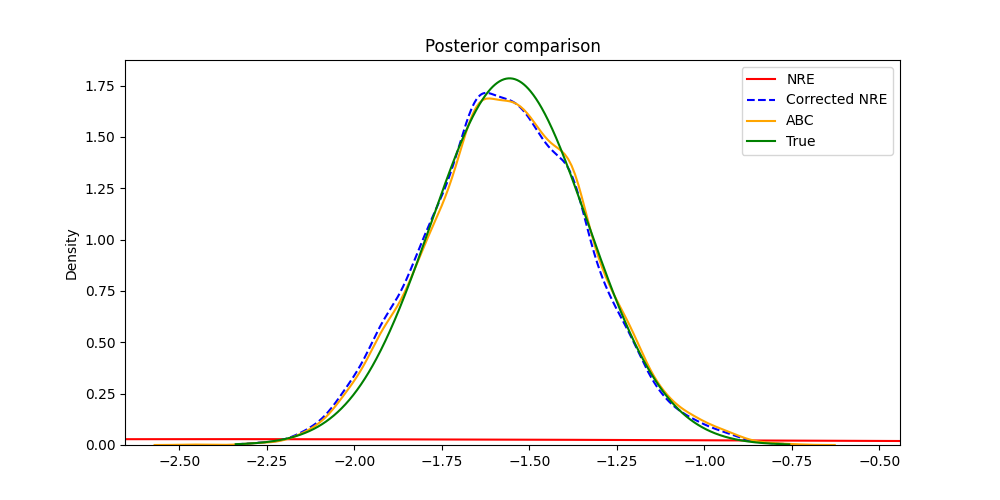 Posterior comparison
NRE
Corrected NRE
ABC
True
Density
1.75
1.50
1.25
1.00
0.75
0.50
0.25
0.00
−2.50 −2.25 −2.00 −1.75 −1.50 −1.25 −1.00 −0.75 −0.50